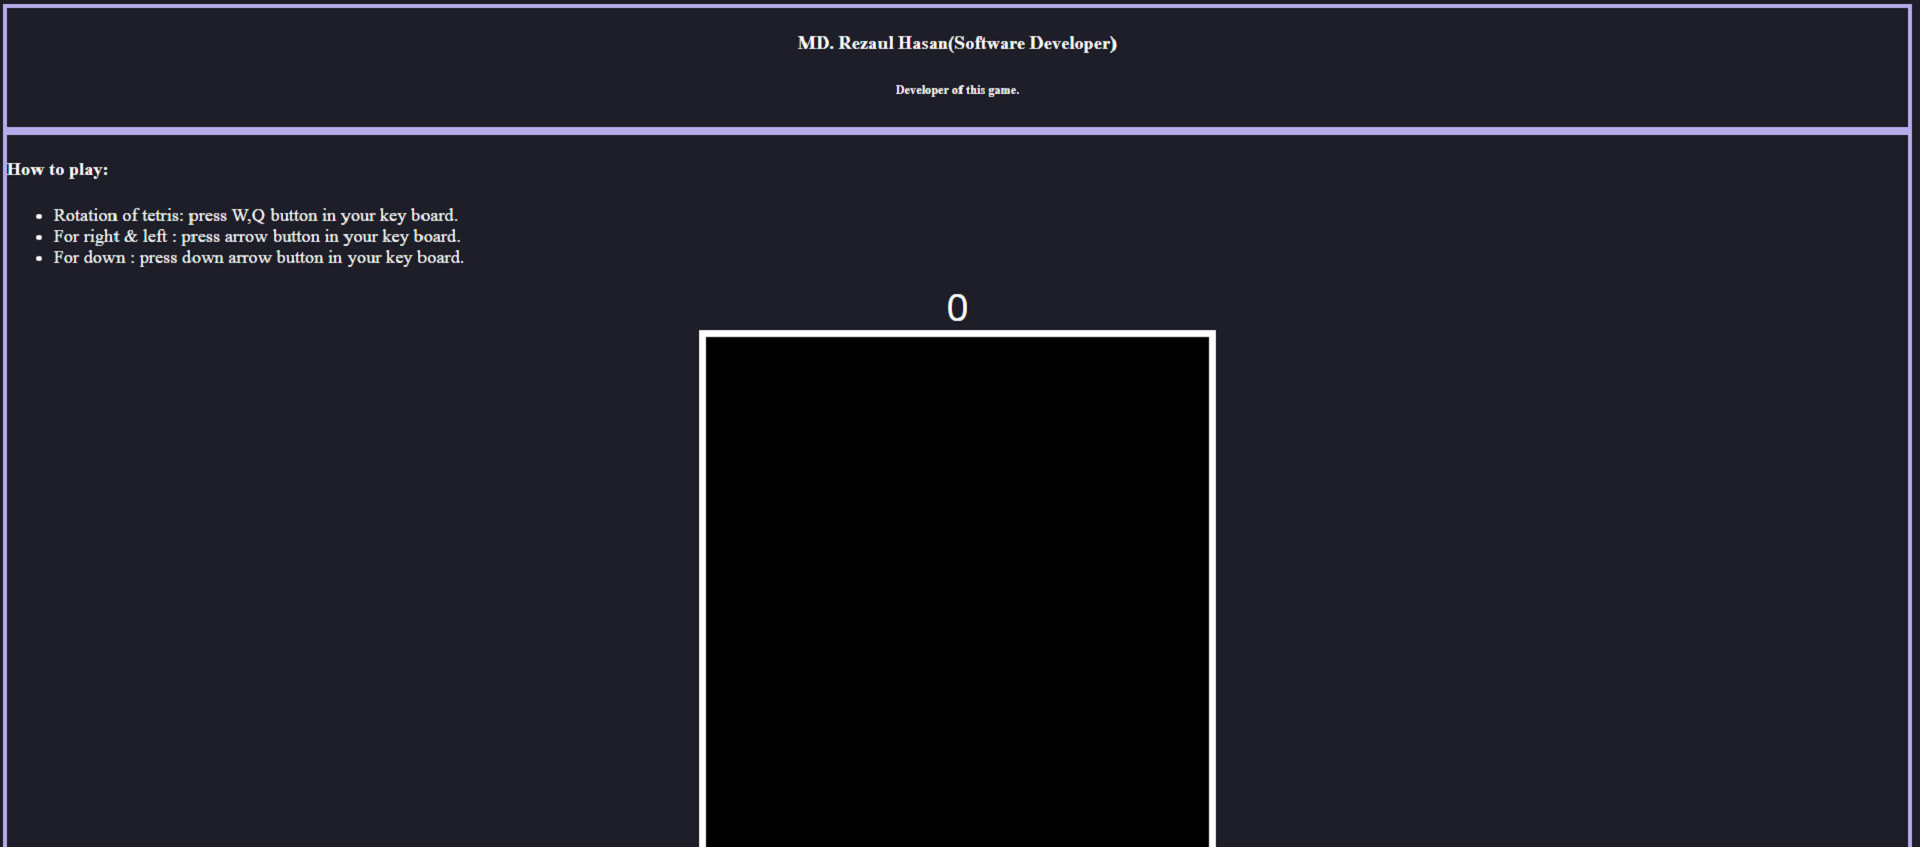 MD. Rezaul Hasan(Software Developer)
Developer of this game.
How to play:
• Rotation of tetris: press W,Q button in your key board.
• For right & left : press arrow button in your key board.
• For down : press down arrow button in your key board.
0